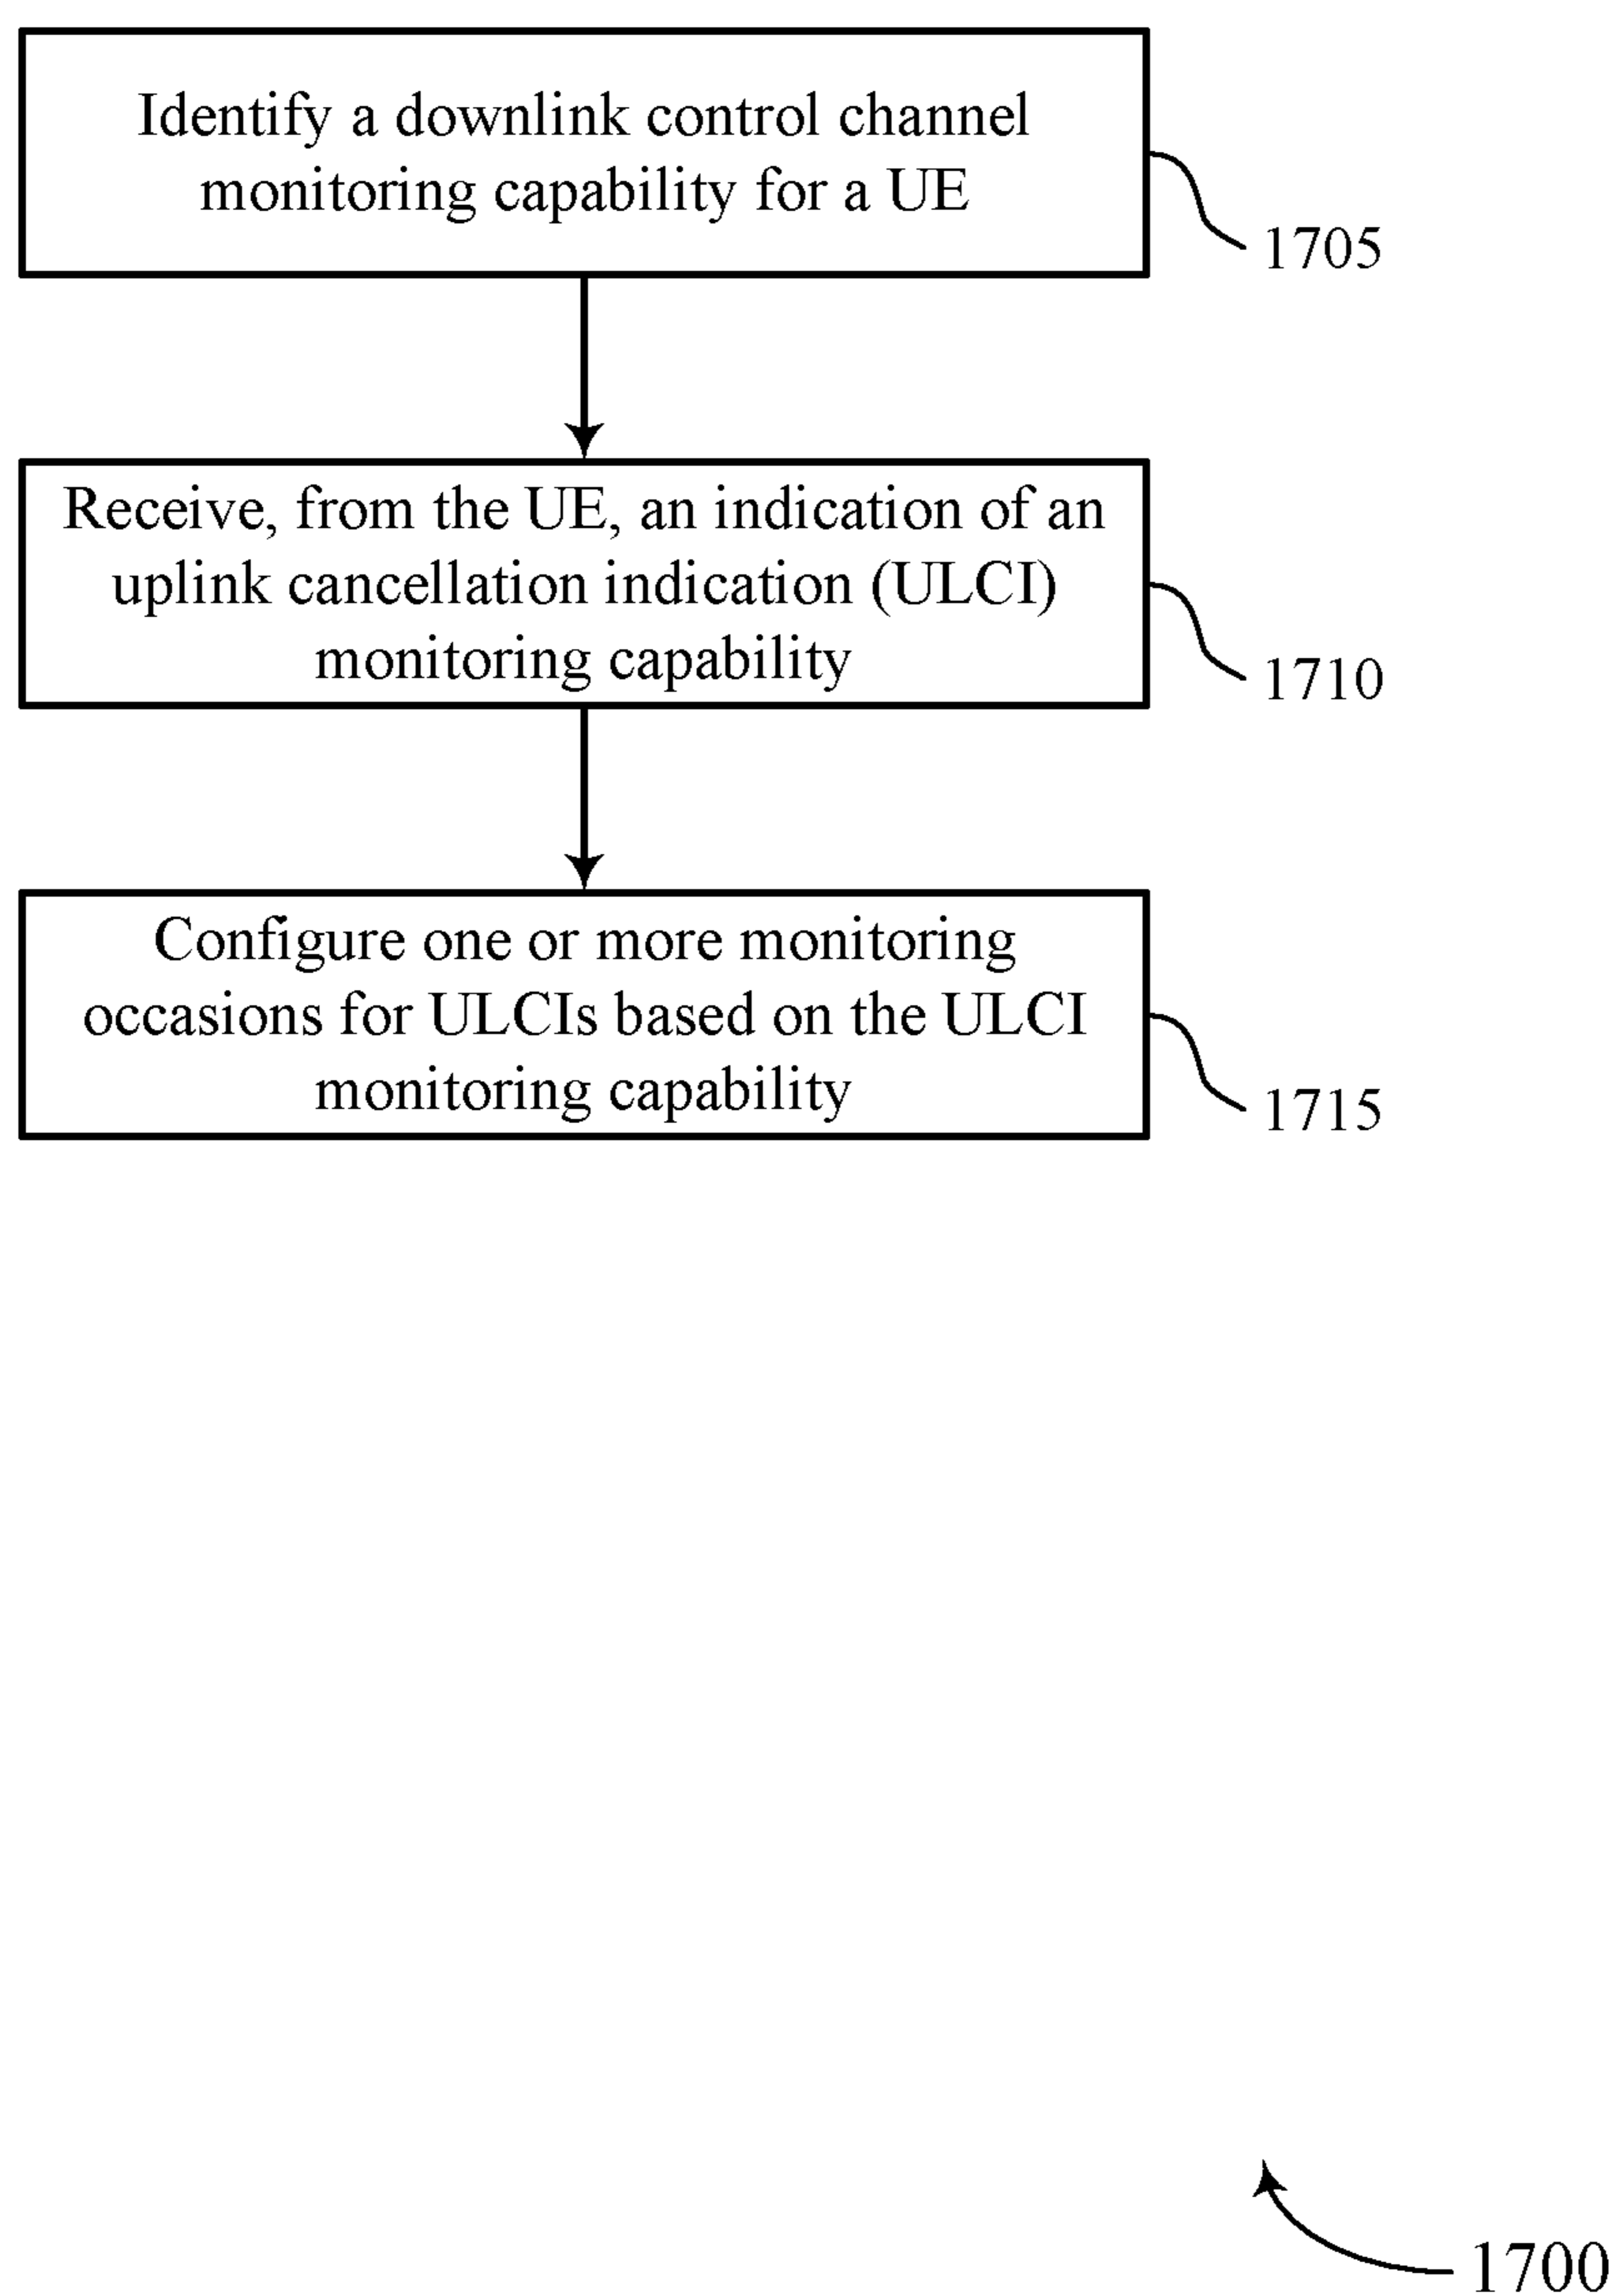 Identify a downlink control channel
monitoring capability for a UE
1705
Receive, from the UE, an indication of an
uplink cancellation indication (ULCI)
monitoring capability
1710
Configure one or more monitoring
occasions for ULCIs based on the ULCI
monitoring capability
1715
1700